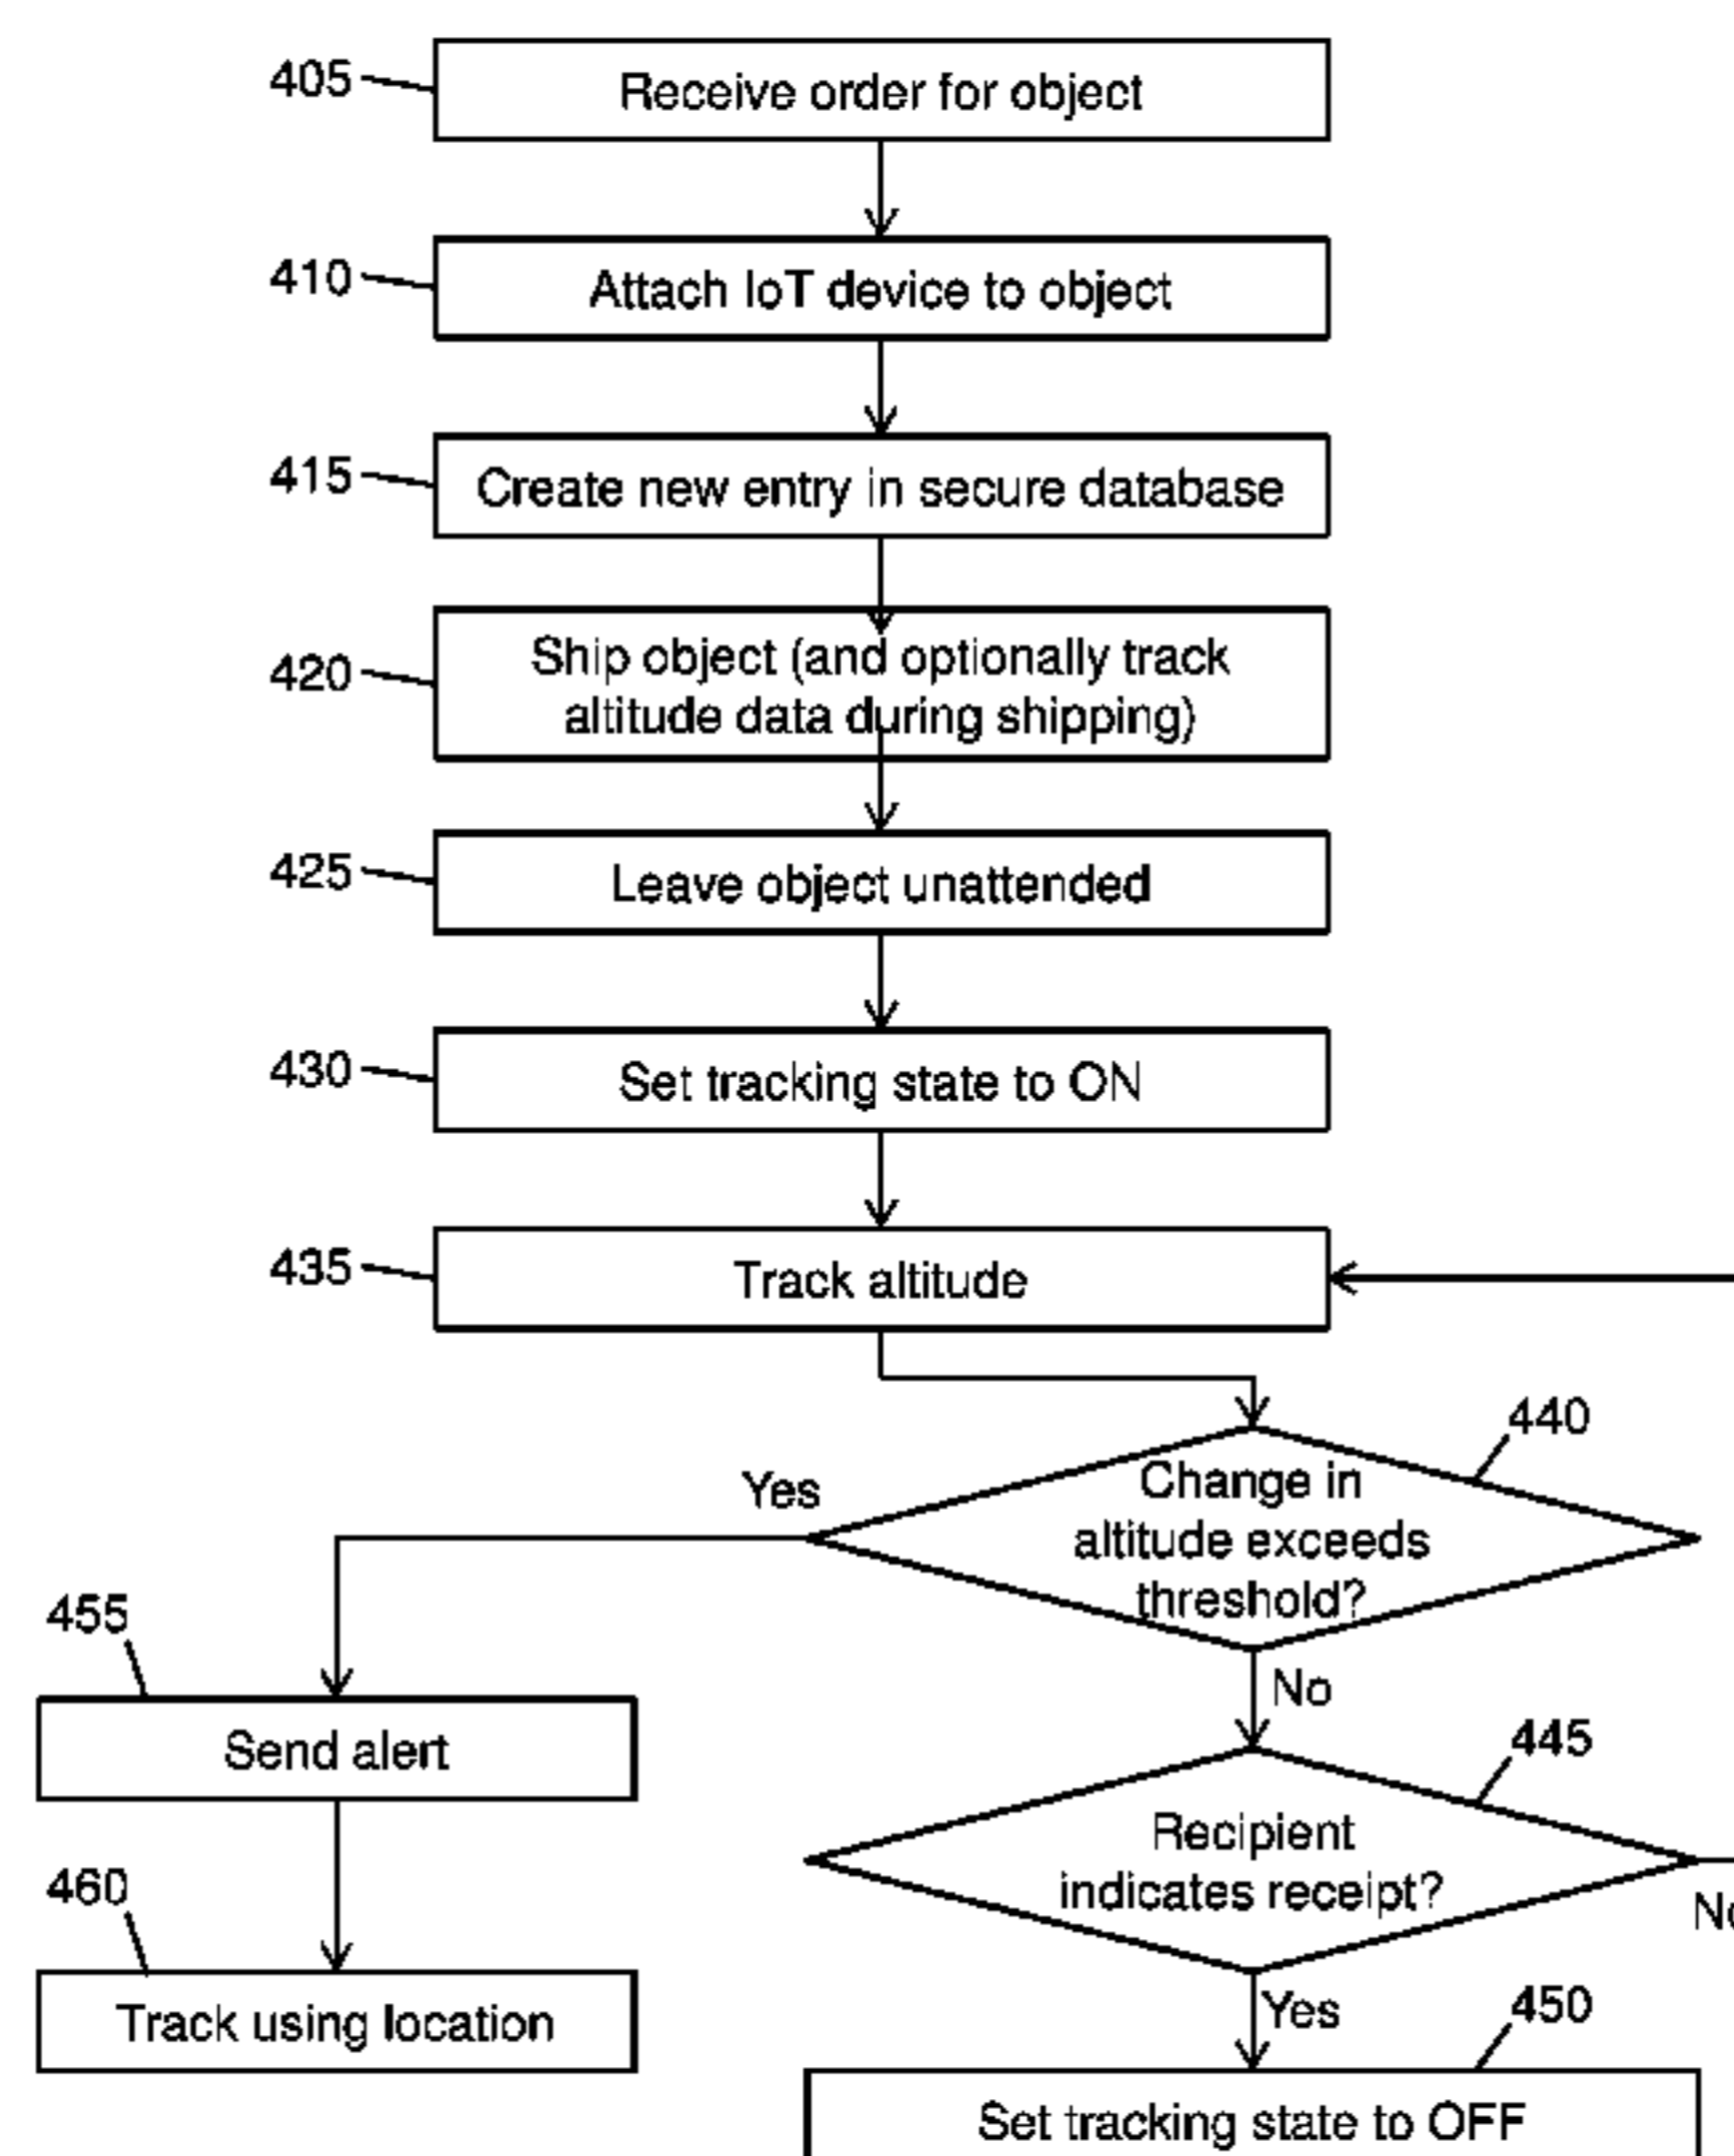 405
Receive order for object
410
Attach IoT device to object
415
Create new entry in secure database
420
Ship object (and optionally track
altitude data during shipping)
425
Leave object unattended
430
Set tracking state to ON
435
Track altitude
440
Yes
Change in
altitude exceeds
threshold?
455
No
Send alert
445
Recipient
indicates receipt?
460
No
Track using location
Yes
450
Set tracking state to OFF